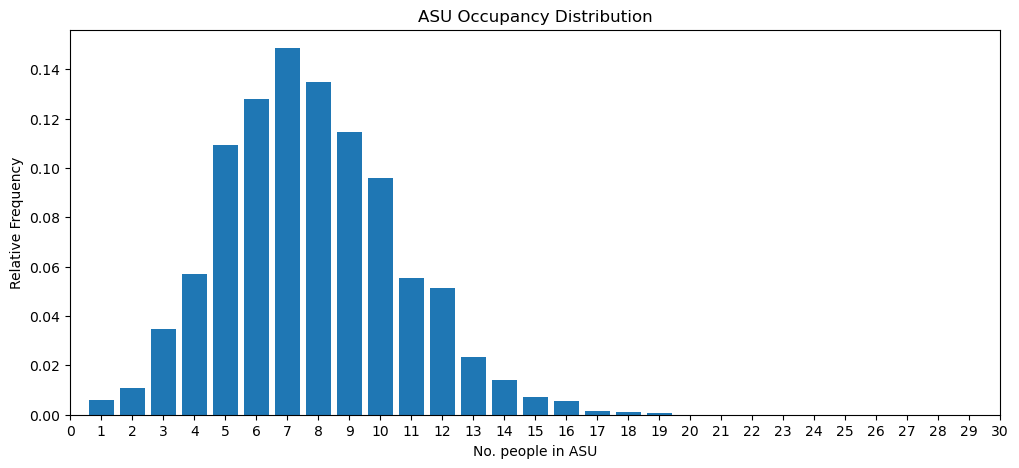 ASU Occupancy Distribution
Relative Frequency
0.14
0.12
0.10
0.08
0.06
0.04
0.02
0.00
0 1 2 3 4 5 6 7 8 9 10 11 12 13 14 15 16 17 18 19 20 21 22 23 24 25 26 27 28 29 30
No. people in ASU